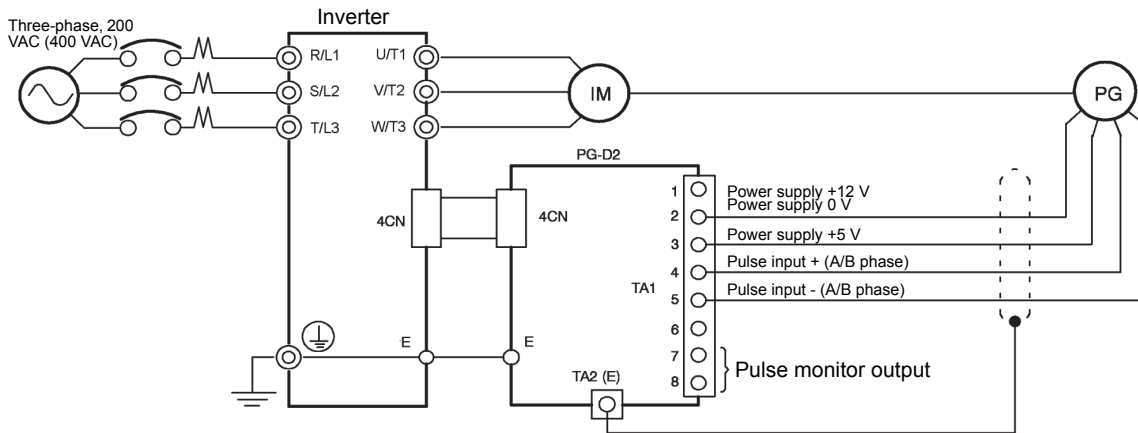 Inverter
Three-phase, 200
VAC (400 VAC)
R/L1
U/T1
S/L2
V/T2
IM
PG
T/L3
W/T3
PG-D2
1
Power supply +12 V
2
Power supply 0 V
4CN
4CN
3
Power supply +5 V
4
Pulse input + (A/B phase)
TA1
5
Pulse input - (A/B phase)
6
E
E
7
Pulse monitor output
8
TA2 (E)